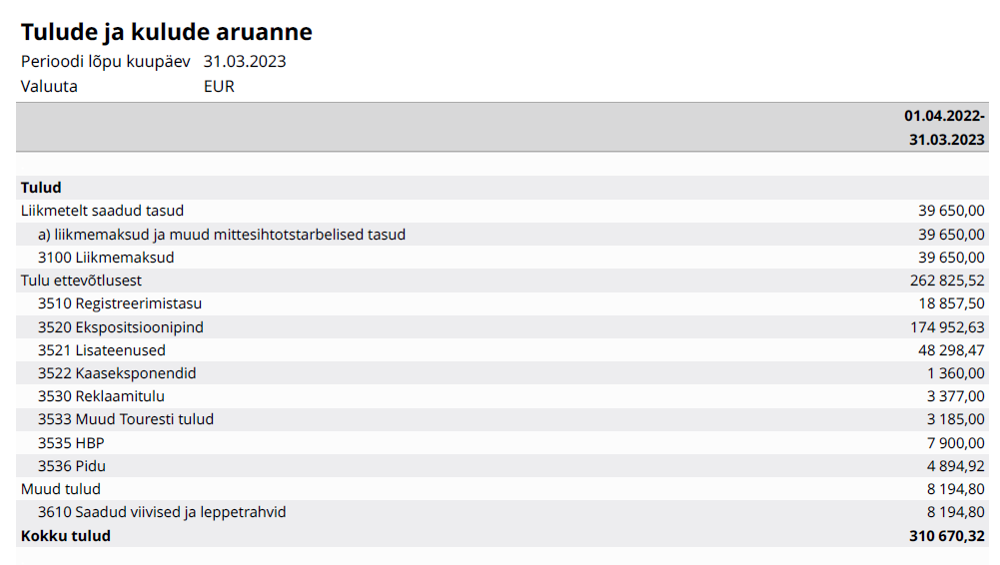 Tulude ja kulude aruanne
Perioodi lõpu kuupäev 31.03.2023
Valuuta EUR
01.04.2022-
31.03.2023
Tulud
Liikmetelt saadud tasud 39 650,00
a) liikmemaksud ja muud mittesihtotstarbelised tasud 39 650,00
3100 Liikmemaksud 39 650,00
Tulu ettevõtlusest 262 825,52
3510 Registreerimistasu 18 857,50
3520 Ekspositsioonipind 174 952,63
3521 Lisateenused 48 298,47
3522 Kaaseksponendid 1 360,00
3530 Reklaamitulu 3 377,00
3533 Muud Touresti tulud 3 185,00
3535 HBP 7 900,00
3536 Pidu 4 894,92
Muud tulud 8 194,80
3610 Saadud viivised ja leppetrahvid 8 194,80
Kokku tulud 310 670,32